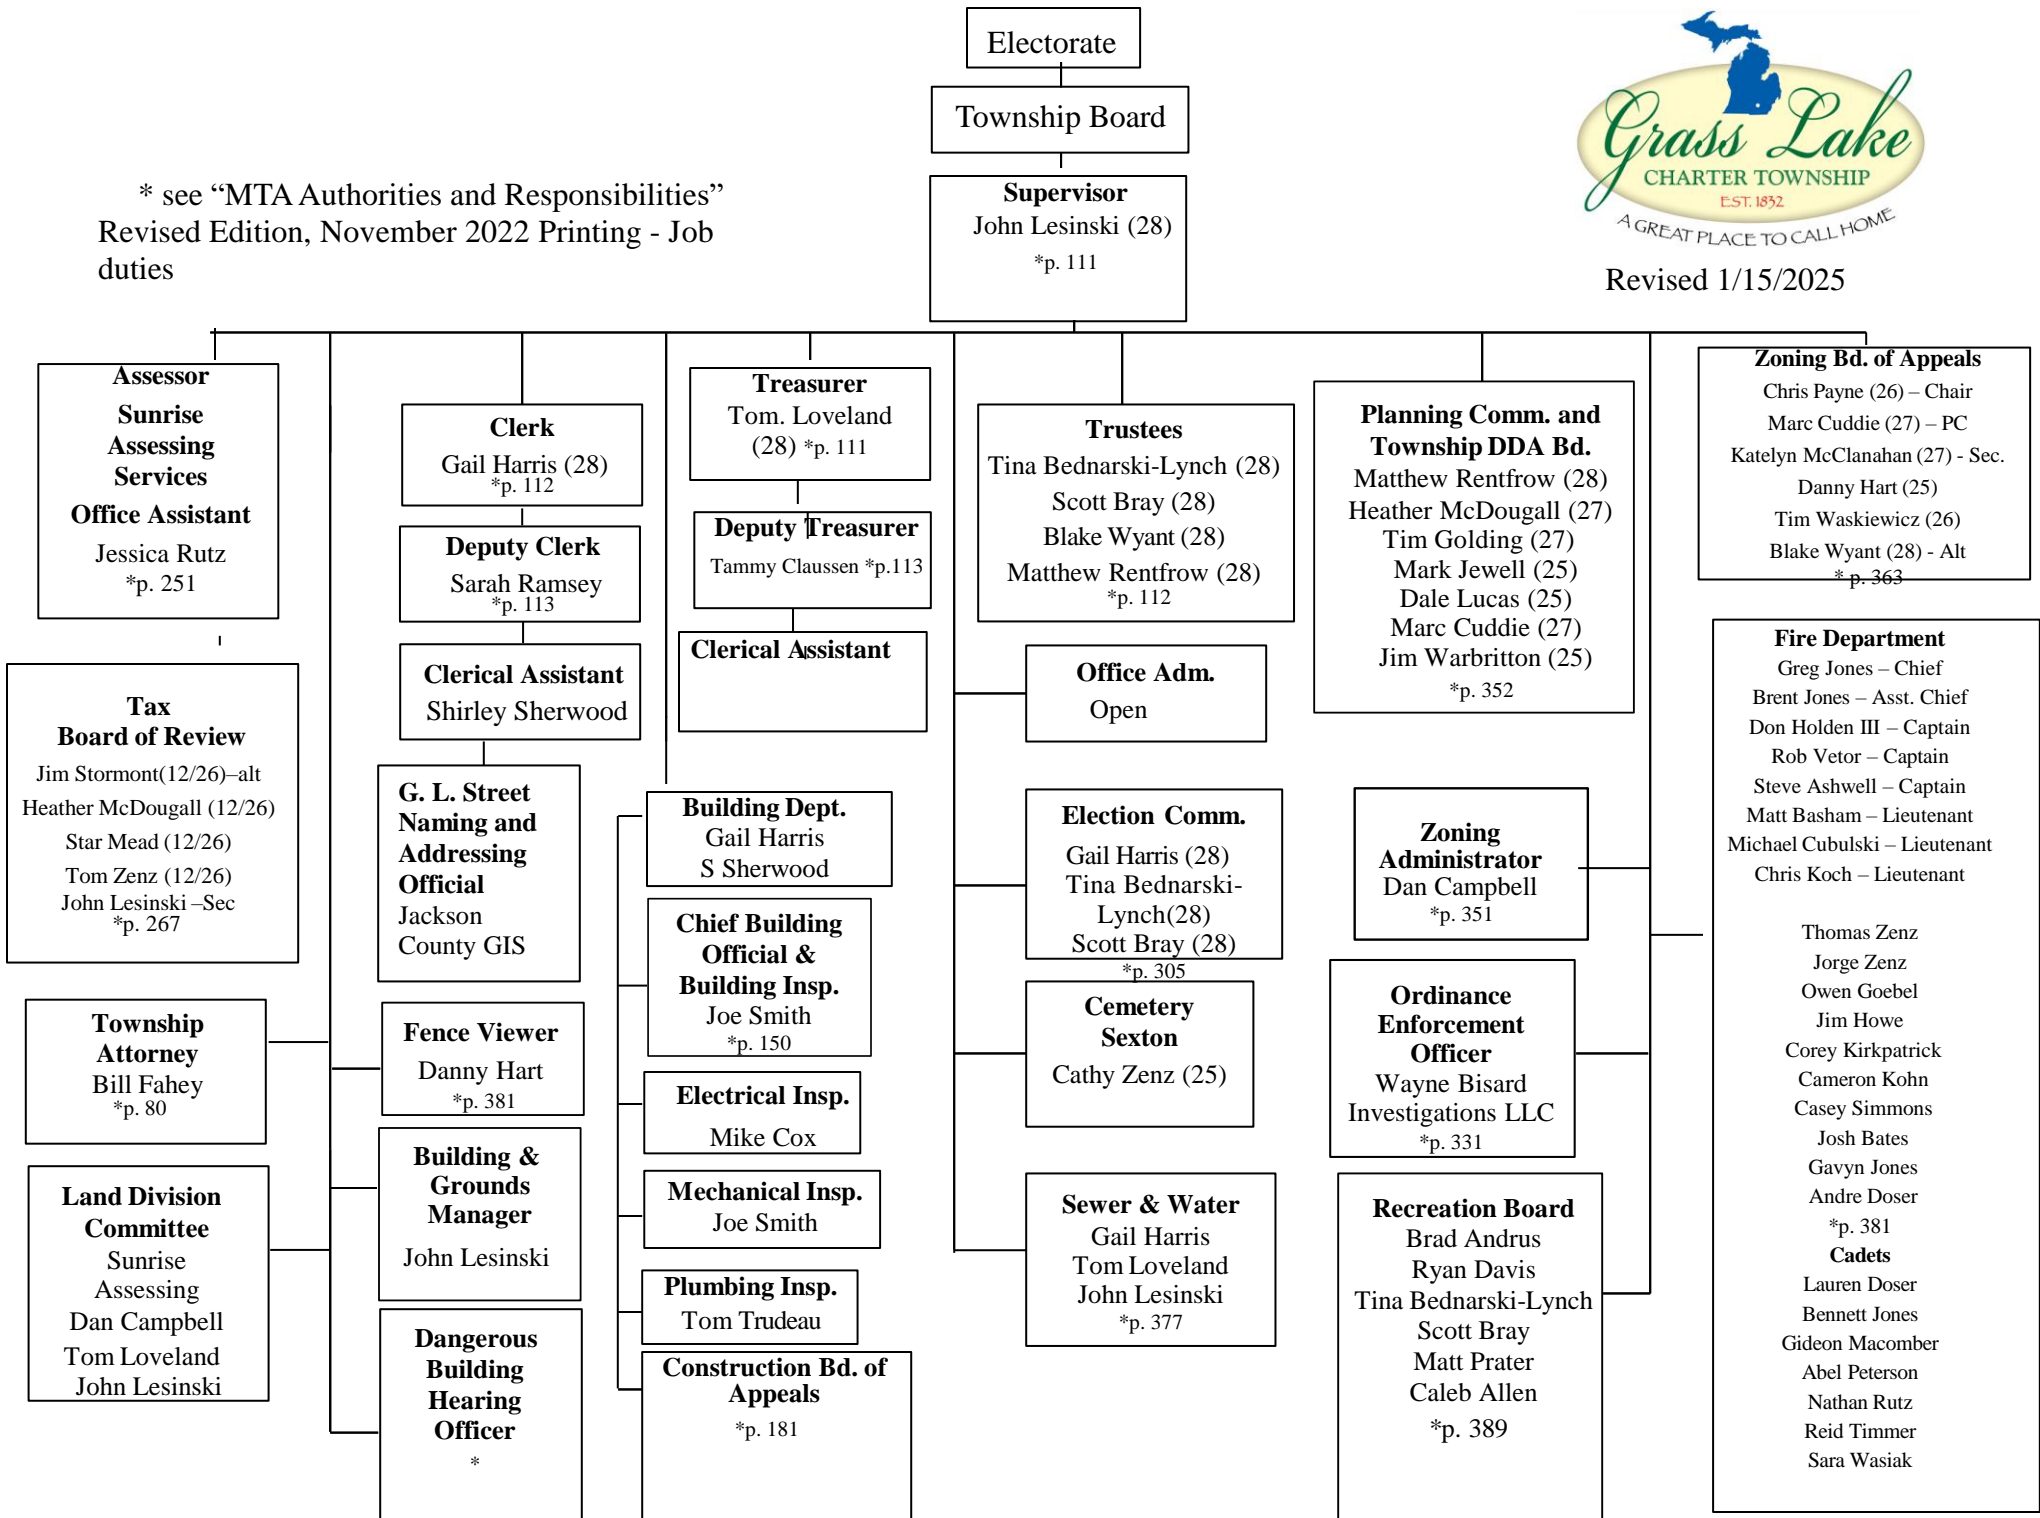 Electorate
Township Board
Supervisor
John Lesinski (28)
*p. 111
* see “MTA Authorities and Responsibilities”
Revised Edition, November 2022 Printing - Job
duties
Grass Lake
CHARTER TOWNSHIP
EST. 1832
A GREAT PLACE TO CALL HOME
Revised 1/15/2025
Assessor
Sunrise
Assessing
Services
Office Assistant
Jessica Rutz
*p. 251
Tax
Board of Review
Jim Stormont(12/26)–alt
Heather McDougall (12/26)
Star Mead (12/26)
Tom Zenz (12/26)
John Lesinski –Sec
*p. 267
Township
Attorney
Bill Fahey
*p. 80
Land Division
Committee
Sunrise
Assessing
Dan Campbell
Tom Loveland
John Lesinski
Clerk
Gail Harris (28)
*p. 112
Deputy Clerk
Sarah Ramsey
*p. 113
Clerical Assistant
Shirley Sherwood
G. L. Street
Naming and
Addressing
Official
Jackson
County GIS
Fence Viewer
Danny Hart
*p. 381
Building &
Grounds
Manager
John Lesinski
Dangerous
Building
Hearing
Officer
*
Treasurer
Tom. Loveland
(28) *p. 111
Deputy Treasurer
Tammy Claussen *p.113
Clerical Assistant
Building Dept.
Gail Harris
S Sherwood
Chief Building
Official &
Building Insp.
Joe Smith
*p. 150
Electrical Insp.
Mike Cox
Mechanical Insp.
Joe Smith
Plumbing Insp.
Tom Trudeau
Construction Bd. of
Appeals
*p. 181
Trustees
Tina Bednarski-Lynch (28)
Scott Bray (28)
Blake Wyant (28)
Matthew Rentfrow (28)
*p. 112
Office Adm.
Open
Election Comm.
Gail Harris (28)
Tina Bednarski-
Lynch(28)
Scott Bray (28)
*p. 305
Cemetery
Sexton
Cathy Zenz (25)
Sewer & Water
Gail Harris
Tom Loveland
John Lesinski
*p. 377
Planning Comm. and
Township DDA Bd.
Matthew Rentfrow (28)
Heather McDougall (27)
Tim Golding (27)
Mark Jewell (25)
Dale Lucas (25)
Marc Cuddie (27)
Jim Warbritton (25)
*p. 352
Zoning
Administrator
Dan Campbell
*p. 351
Ordinance
Enforcement
Officer
Wayne Bisard
Investigations LLC
*p. 331
Recreation Board
Brad Andrus
Ryan Davis
Tina Bednarski-Lynch
Scott Bray
Matt Prater
Caleb Allen
*p. 389
Zoning Bd. of Appeals
Chris Payne (26) – Chair
Marc Cuddie (27) – PC
Katelyn McClanahan (27) - Sec.
Danny Hart (25)
Tim Waskiewicz (26)
Blake Wyant (28) - Alt
* p. 363
Fire Department
Greg Jones – Chief
Brent Jones – Asst. Chief
Don Holden III – Captain
Rob Vetor – Captain
Steve Ashwell – Captain
Matt Basham – Lieutenant
Michael Cubulski – Lieutenant
Chris Koch – Lieutenant
Thomas Zenz
Jorge Zenz
Owen Goebel
Jim Howe
Corey Kirkpatrick
Cameron Kohn
Casey Simmons
Josh Bates
Gavyn Jones
Andre Doser
*p. 381
Cadets
Lauren Doser
Bennett Jones
Gideon Macomber
Abel Peterson
Nathan Rutz
Reid Timmer
Sara Wasiak